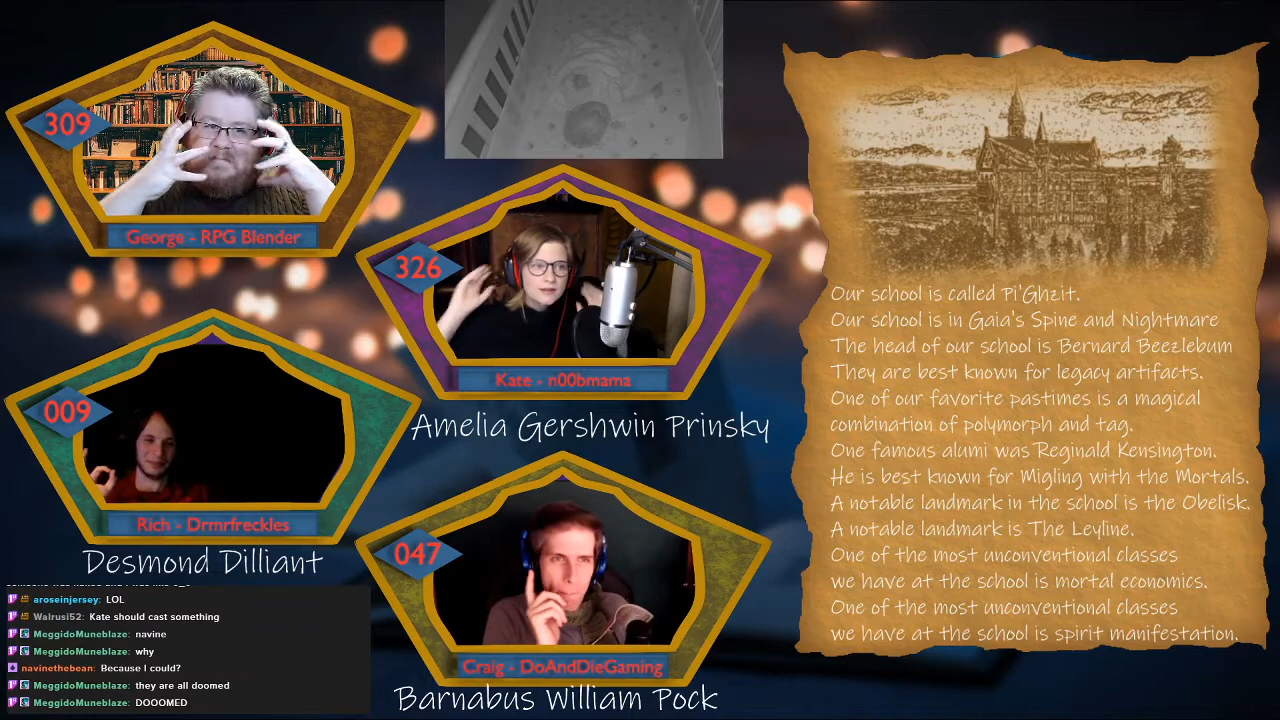 309
George - RPG Blender
326
Kate - n00bmama
Amelia Gershwin Prinsky
009
Rich - Drmrfreckles
Desmond Dilliant
047
Craig - DoAndDieGaming
Barnabus William Pock
aroseinjersey: LOL
Walrusi52: Kate should cast something
MeggidoMuneblaze: navine
MeggidoMuneblaze: why
navinethebean: Because I could?
MeggidoMuneblaze: they are all doomed
MeggidoMuneblaze: DOOOMED
Our school is called Pi'Ghzit.
Our school is in Gaia's Spine and Nightmare
The head of our school is Bernard Beezlebum
They are best known for legacy artifacts.
One of our favorite pastimes is a magical
combination of polymorph and tag.
One famous alumi was Reginald Kensington.
He is best known for Migling with the Mortals.
A notable landmark in the school is the Obelisk.
A notable landmark is The Leyline.
One of the most unconventional classes
we have at the school is mortal economics.
One of the most unconventional classes
we have at the school is spirit manifestation.